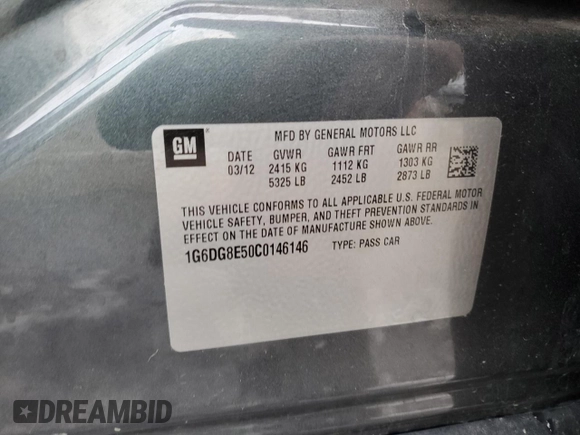 GM
MFD BY GENERAL MOTORS LLC
DATE GVWR GAWR FRT GAWR RR
03/12 2415 KG 1112 KG 1303 KG
5325 LB 2452 LB 2873 LB
THIS VEHICLE CONFORMS TO ALL APPLICABLE U.S. FEDERAL MOTOR
VEHICLE SAFETY, BUMPER, AND THEFT PREVENTION STANDARDS IN
EFFECT ON THE DATE OF MANUFACTURE SHOWN ABOVE.
1G6DG8E50C0146146 TYPE: PASS CAR
DREAMBID